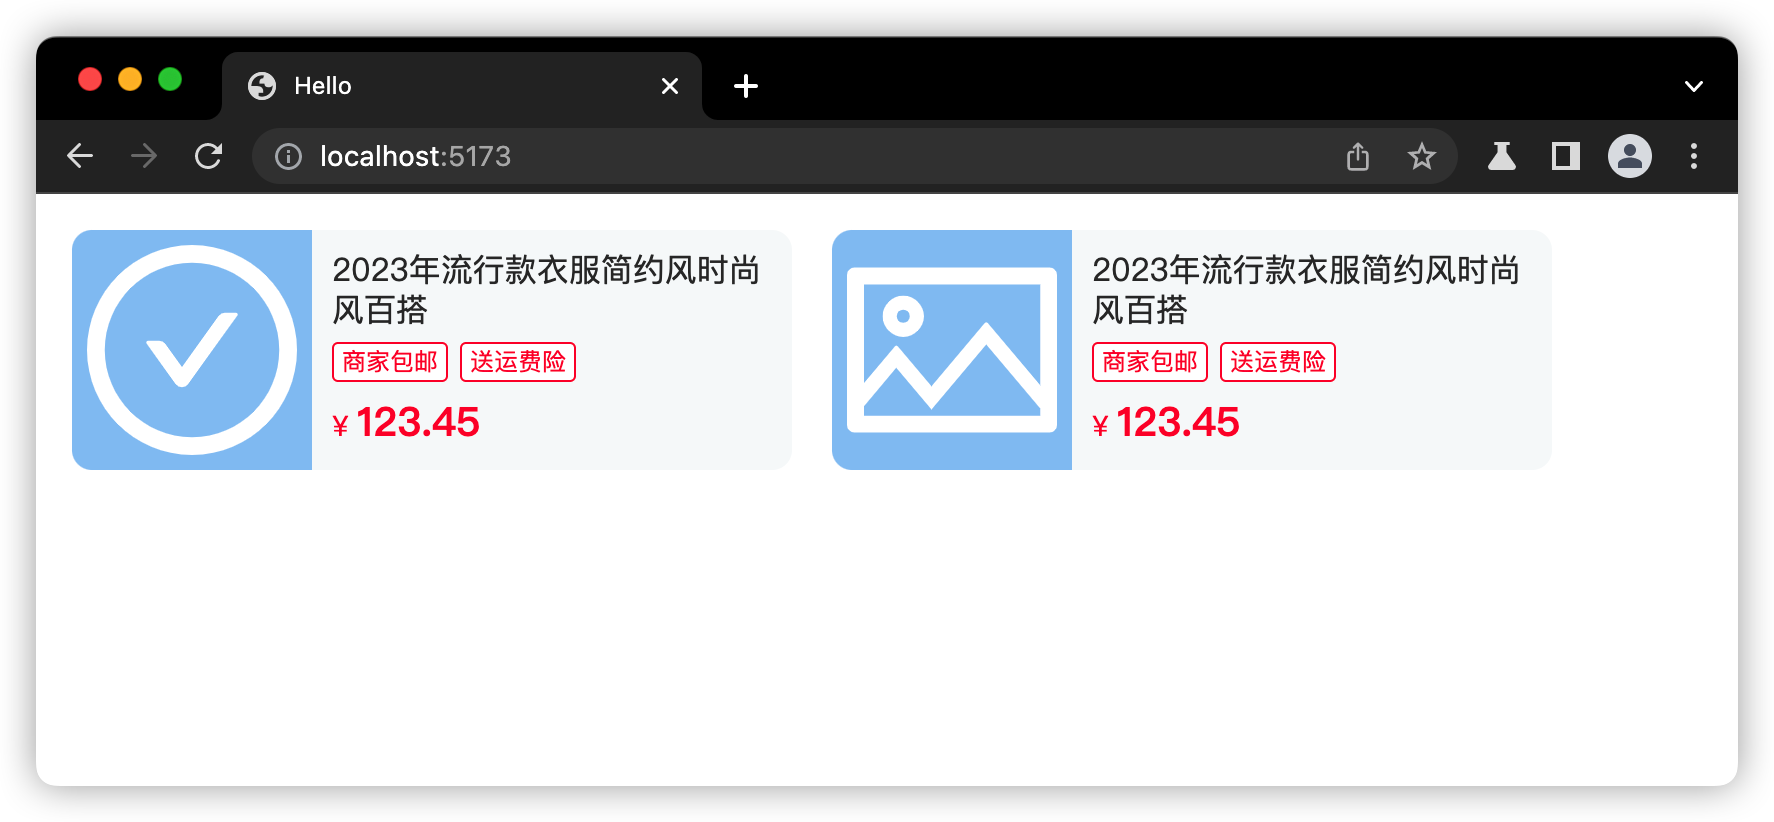 Hello
localhost:5173
2023年流行款衣服简约风时尚
风百搭
商家包邮 送运费险
¥ 123.45
2023年流行款衣服简约风时尚
风百搭
商家包邮 送运费险
¥ 123.45